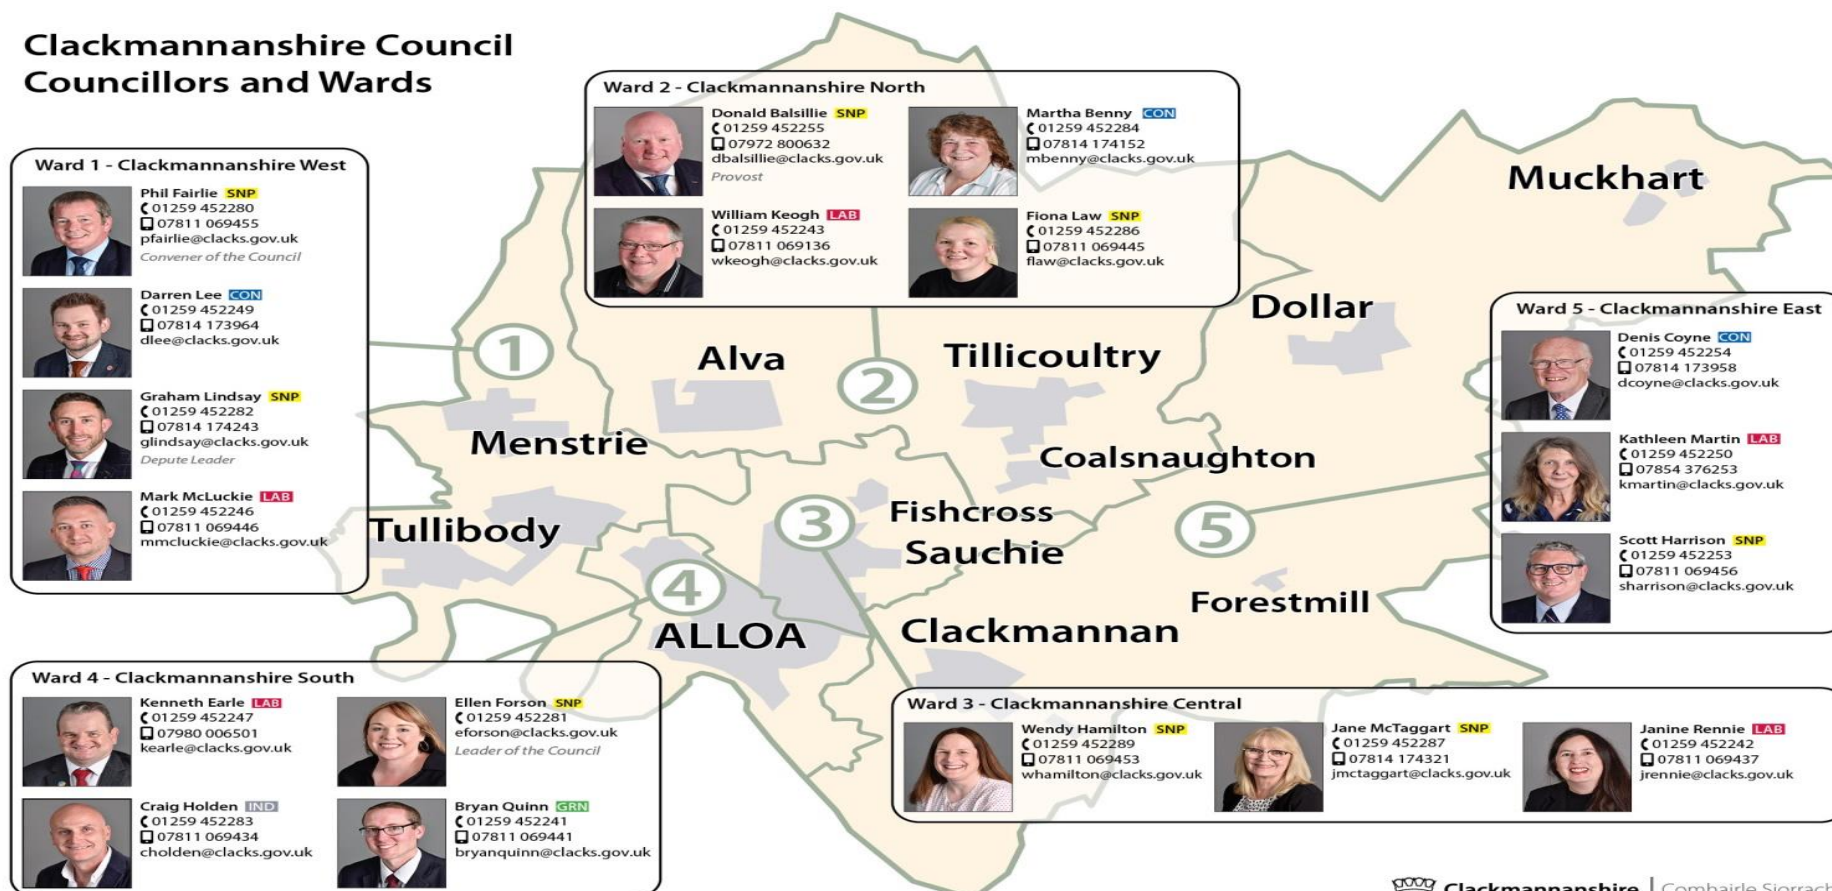 Clackmannanshire Council
Councillors and Wards
Ward 1 - Clackmannanshire West
Phil Fairlie SNP
01259 452280
07811 069455
pfairlie@clacks.gov.uk
Convener of the Council
Darren Lee CON
01259 452249
07814 173964
dlee@clacks.gov.uk
Graham Lindsay SNP
01259 452282
07814 174243
glindsay@clacks.gov.uk
Depute Leader
Mark McLuckie LAB
01259 452246
07811 069446
mmcluckie@clacks.gov.uk
Ward 2 - Clackmannanshire North
Donald Balsillie SNP
01259 452255
07972 800632
dbalsillie@clacks.gov.uk
Provost
Martha Benny CON
01259 452284
07814 174152
mbenny@clacks.gov.uk
William Keogh LAB
01259 452243
07811 069136
wkeogh@clacks.gov.uk
Fiona Law SNP
01259 452286
07811 069445
flaw@clacks.gov.uk
Muckhart
Dollar
1
Alva
2
Tillicoultry
Menstrie
Coalsnaughton
Tullibody
3
Fishcross
Sauchie
5
4
ALLOA
Clackmannan
Forestmill
Ward 5 - Clackmannanshire East
Denis Coyne CON
01259 452254
07814 173958
dcoyne@clacks.gov.uk
Kathleen Martin LAB
01259 452250
07854 376253
kmartin@clacks.gov.uk
Scott Harrison SNP
01259 452253
07811 069456
sharrison@clacks.gov.uk
Ward 4 - Clackmannanshire South
Kenneth Earle LAB
01259 452247
07980 006501
kearle@clacks.gov.uk
Ellen Forson SNP
01259 452281
eforson@clacks.gov.uk
Leader of the Council
Craig Holden IND
01259 452283
07811 069434
cholden@clacks.gov.uk
Bryan Quinn GRN
01259 452241
07811 069441
bryanquinn@clacks.gov.uk
Ward 3 - Clackmannanshire Central
Wendy Hamilton SNP
01259 452289
07811 069453
whamilton@clacks.gov.uk
Jane McTaggart SNP
01259 452287
07814 174321
jmctaggart@clacks.gov.uk
Janine Rennie LAB
01259 452242
07811 069437
jrennie@clacks.gov.uk
Clackmannanshire | Comhairle Siorrach